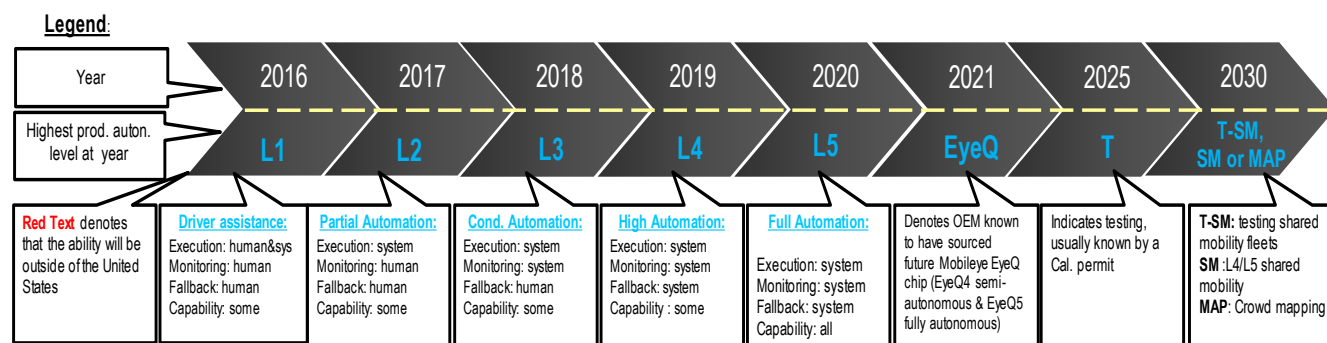 Legend:
Year
2016
2017
2018
2019
2020
2021
2025
2030
Highest prod. auton.
level at year
L1
L2
L3
L4
L5
EyeQ
T
T-SM,
SM or MAP
Red Text denotes
that the ability will be
outside of the United
States
Driver assistance:
Execution: human&sys
Monitoring: human
Fallback: human
Capability: some
Partial Automation:
Execution: system
Monitoring: human
Fallback: human
Capability: some
Cond. Automation:
Execution: system
Monitoring: system
Fallback: human
Capability: some
High Automation:
Execution: system
Monitoring: system
Fallback: system
Capability : some
Full Automation:
Execution: system
Monitoring: system
Fallback: system
Capability: all
Denotes OEM known
to have sourced
future Mobileye EyeQ
chip (EyeQ4 semi-
autonomous & EyeQ5
fully autonomous)
Indicates testing,
usually known by a
Cal. permit
T-SM: testing shared
mobility fleets
SM :L4/L5 shared
mobility
MAP: Crowd mapping